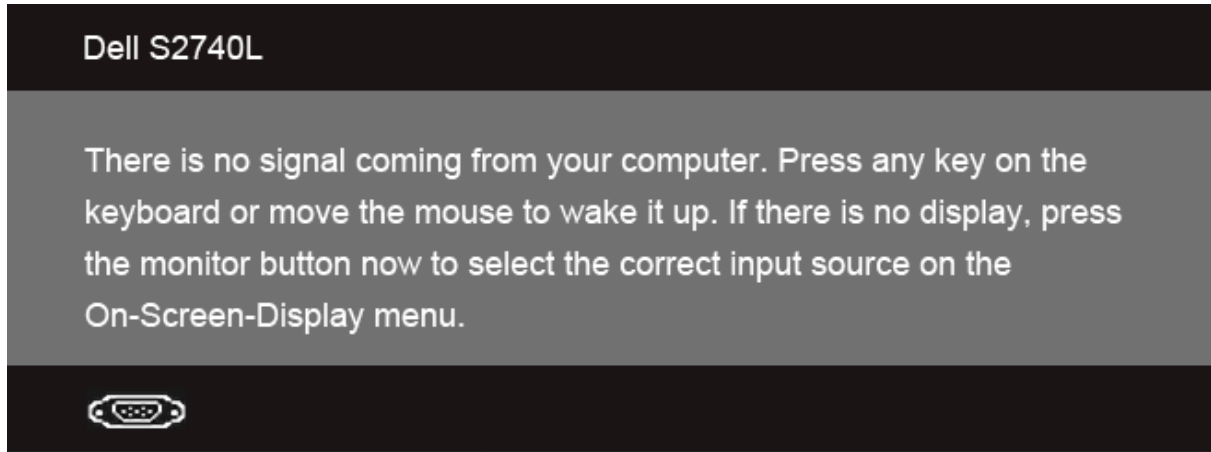 Dell S2740L
There is no signal coming from your computer. Press any key on the
keyboard or move the mouse to wake it up. If there is no display, press
the monitor button now to select the correct input source on the
On-Screen-Display menu.